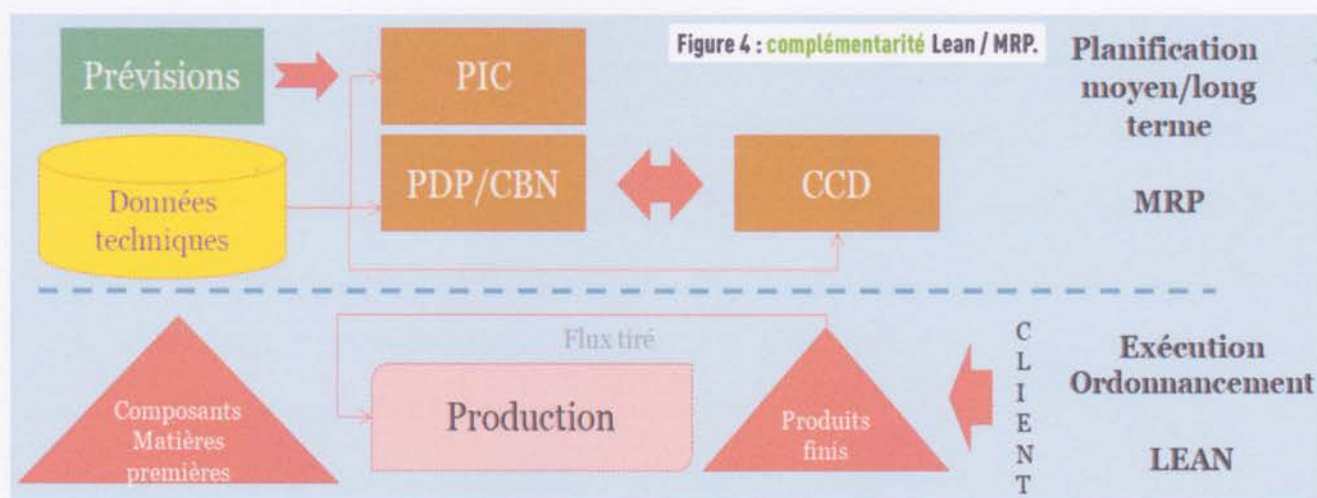 Figure 4 : complémentarité Lean / MRP.
Prévisions
PIC
Planification
moyen/long
terme
Données
techniques
PDP/CBN
CCD
MRP
Flux tiré
Composants
Matières
premières
Production
Produits
finis
C
L
I
E
N
T
Exécution
Ordonnancement
LEAN